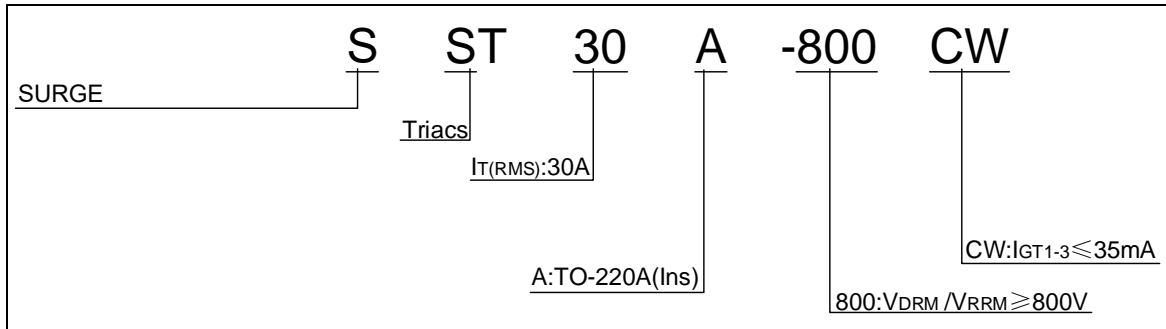 S ST 30 A -800 CW
SURGE
Triacs
IT(RMS):30A
CW:IGT1-3≤35mA
A:TO-220A(Ins)
800:VDRM /VRRM≥800V